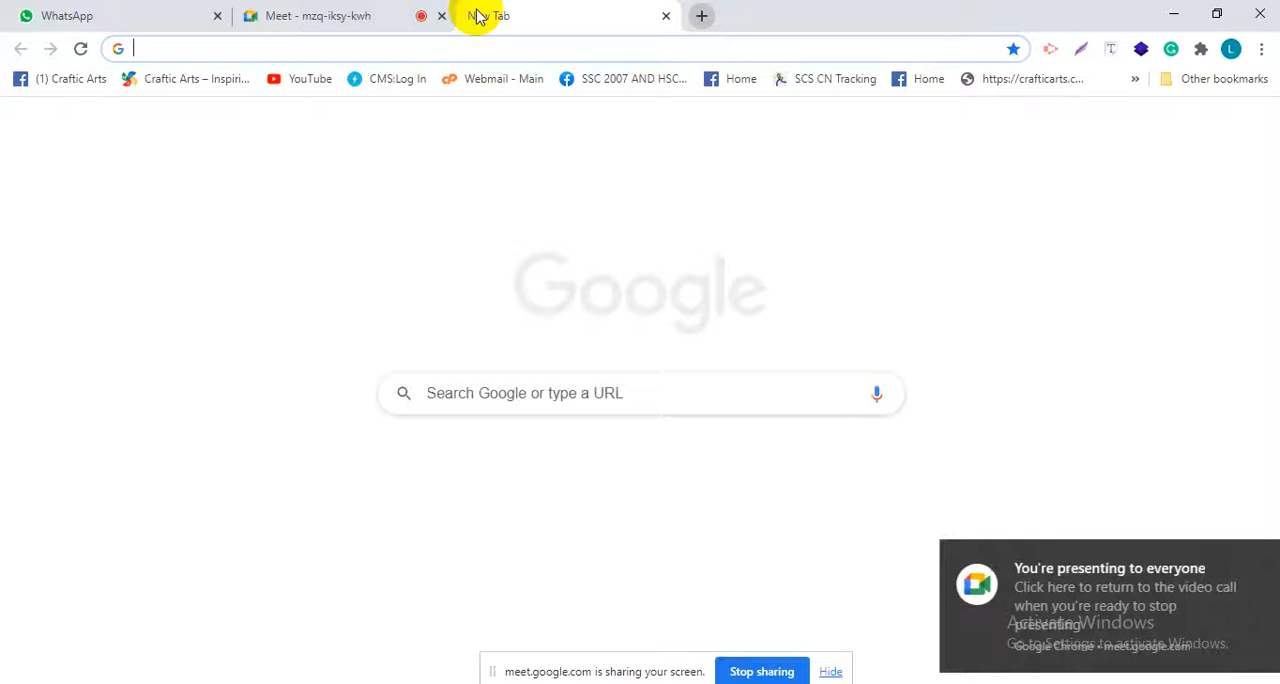 WhatsApp
Meet - mzq-iksy-kwh
Tab
(1) Craftic Arts
Craftic Arts – Inspiri...
YouTube
CMS:Log In
Webmail - Main
SSC 2007 AND HSC...
Home
SCS CN Tracking
Home
https://crafticarts.c...
»
Other bookmarks
L
Google
Search Google or type a URL
You're presenting to everyone
Click here to return to the video call
when you're ready to stop
presenting
Activate Windows
Go to Settings to activate Windows.
Google Chrome • meet.google.com
meet.google.com is sharing your screen.
Stop sharing
Hide